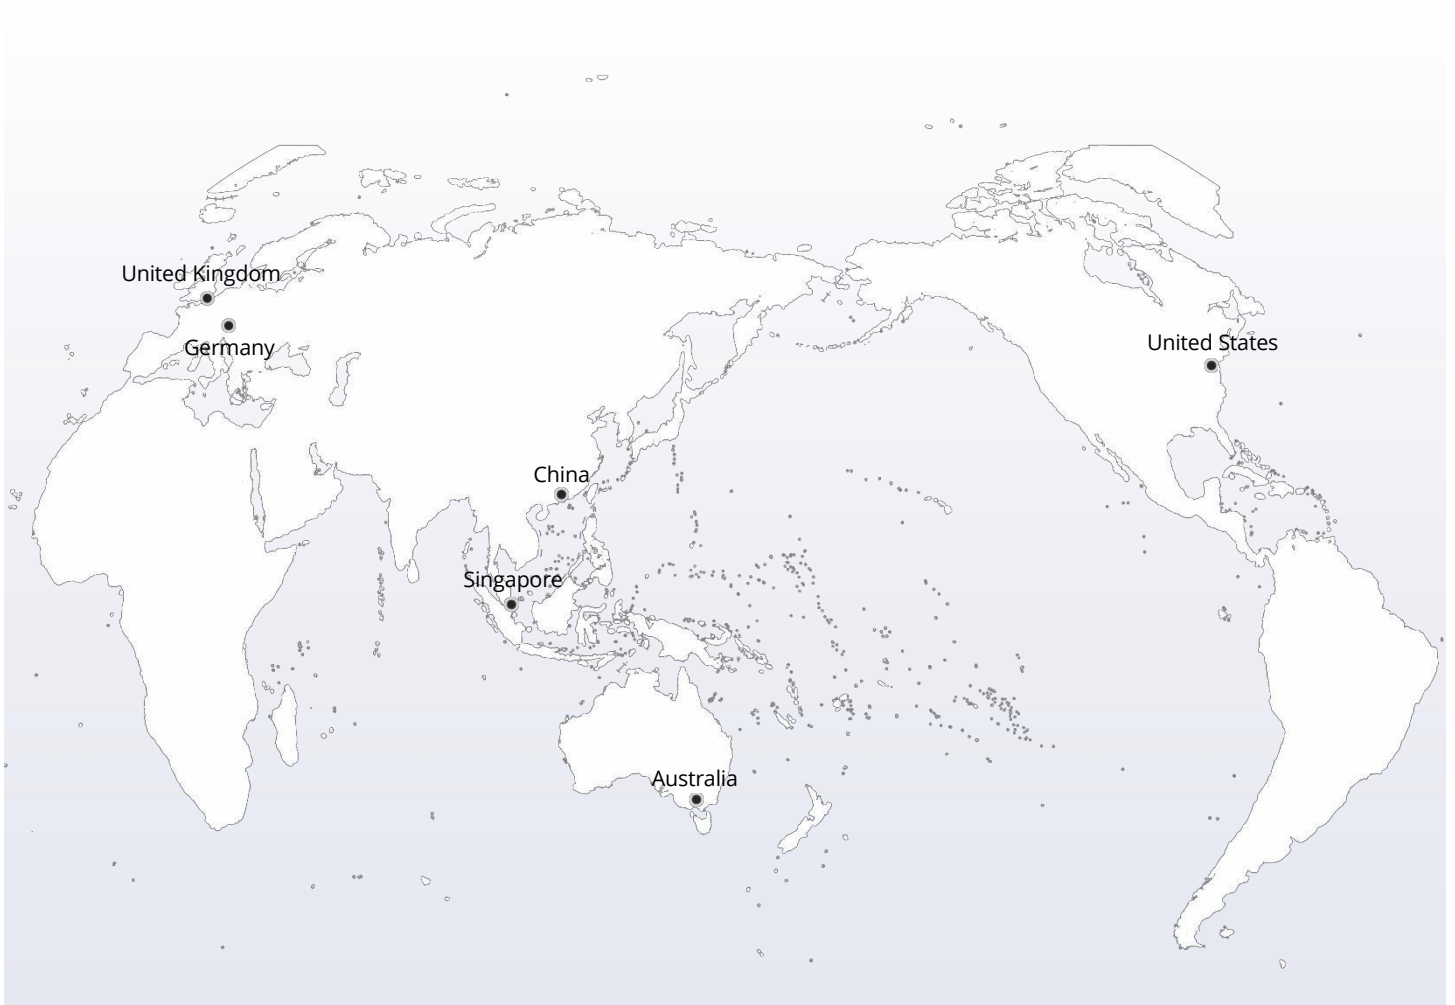 United Kingdom
Germany
United States
China
Singapore
Australia